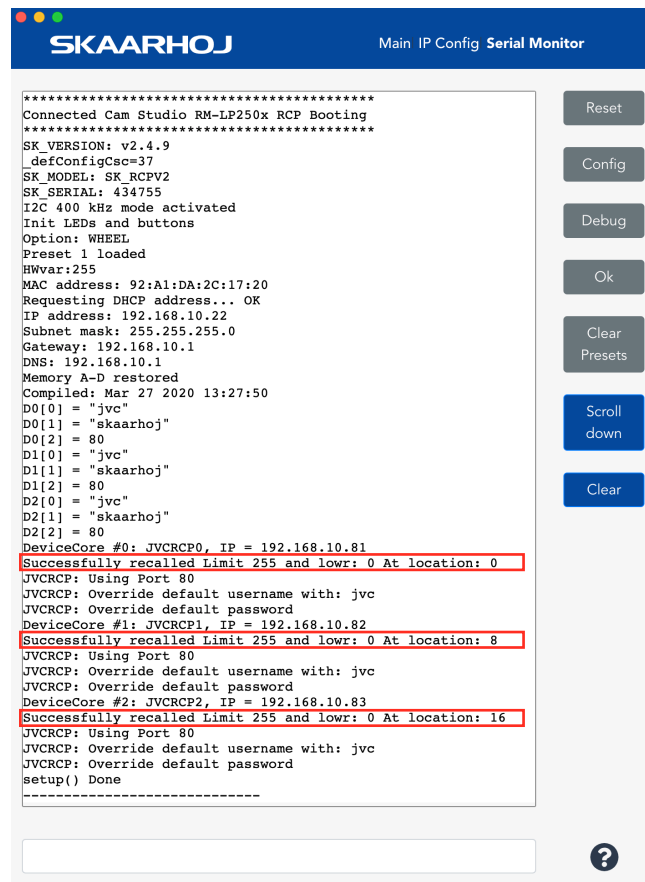 SKAARHOJ
Main IP Config Serial Monitor
*******************************************
Connected Cam Studio RM-LP250x RCP Booting
*******************************************
SK_VERSION: v2.4.9
_defConfigCsc=37
SK_MODEL: SK_RCPV2
SK_SERIAL: 434755
I2C 400 kHz mode activated
Init LEDs and buttons
Option: WHEEL
Preset 1 loaded
HWvar:255
MAC address: 92:A1:DA:2C:17:20
Requesting DHCP address... OK
IP address: 192.168.10.22
Subnet mask: 255.255.255.0
Gateway: 192.168.10.1
DNS: 192.168.10.1
Memory A-D restored
Compiled: Mar 27 2020 13:27:50
D0[0] = "jvc"
D0[1] = "skaarhoj"
D0[2] = 80
D1[0] = "jvc"
D1[1] = "skaarhoj"
D1[2] = 80
D2[0] = "jvc"
D2[1] = "skaarhoj"
D2[2] = 80
DeviceCore #0: JVCRCP0, IP = 192.168.10.81
Successfully recalled Limit 255 and lowr: 0 At location: 0
JVCRCP: Using Port 80
JVCRCP: Override default username with: jvc
JVCRCP: Override default password
DeviceCore #1: JVCRCP1, IP = 192.168.10.82
Successfully recalled Limit 255 and lowr: 0 At location: 8
JVCRCP: Using Port 80
JVCRCP: Override default username with: jvc
JVCRCP: Override default password
DeviceCore #2: JVCRCP2, IP = 192.168.10.83
Successfully recalled Limit 255 and lowr: 0 At location: 16
JVCRCP: Using Port 80
JVCRCP: Override default username with: jvc
JVCRCP: Override default password
setup() Done
-----------------------------
Reset
Config
Debug
Ok
Clear
Presets
Scroll
down
Clear
?